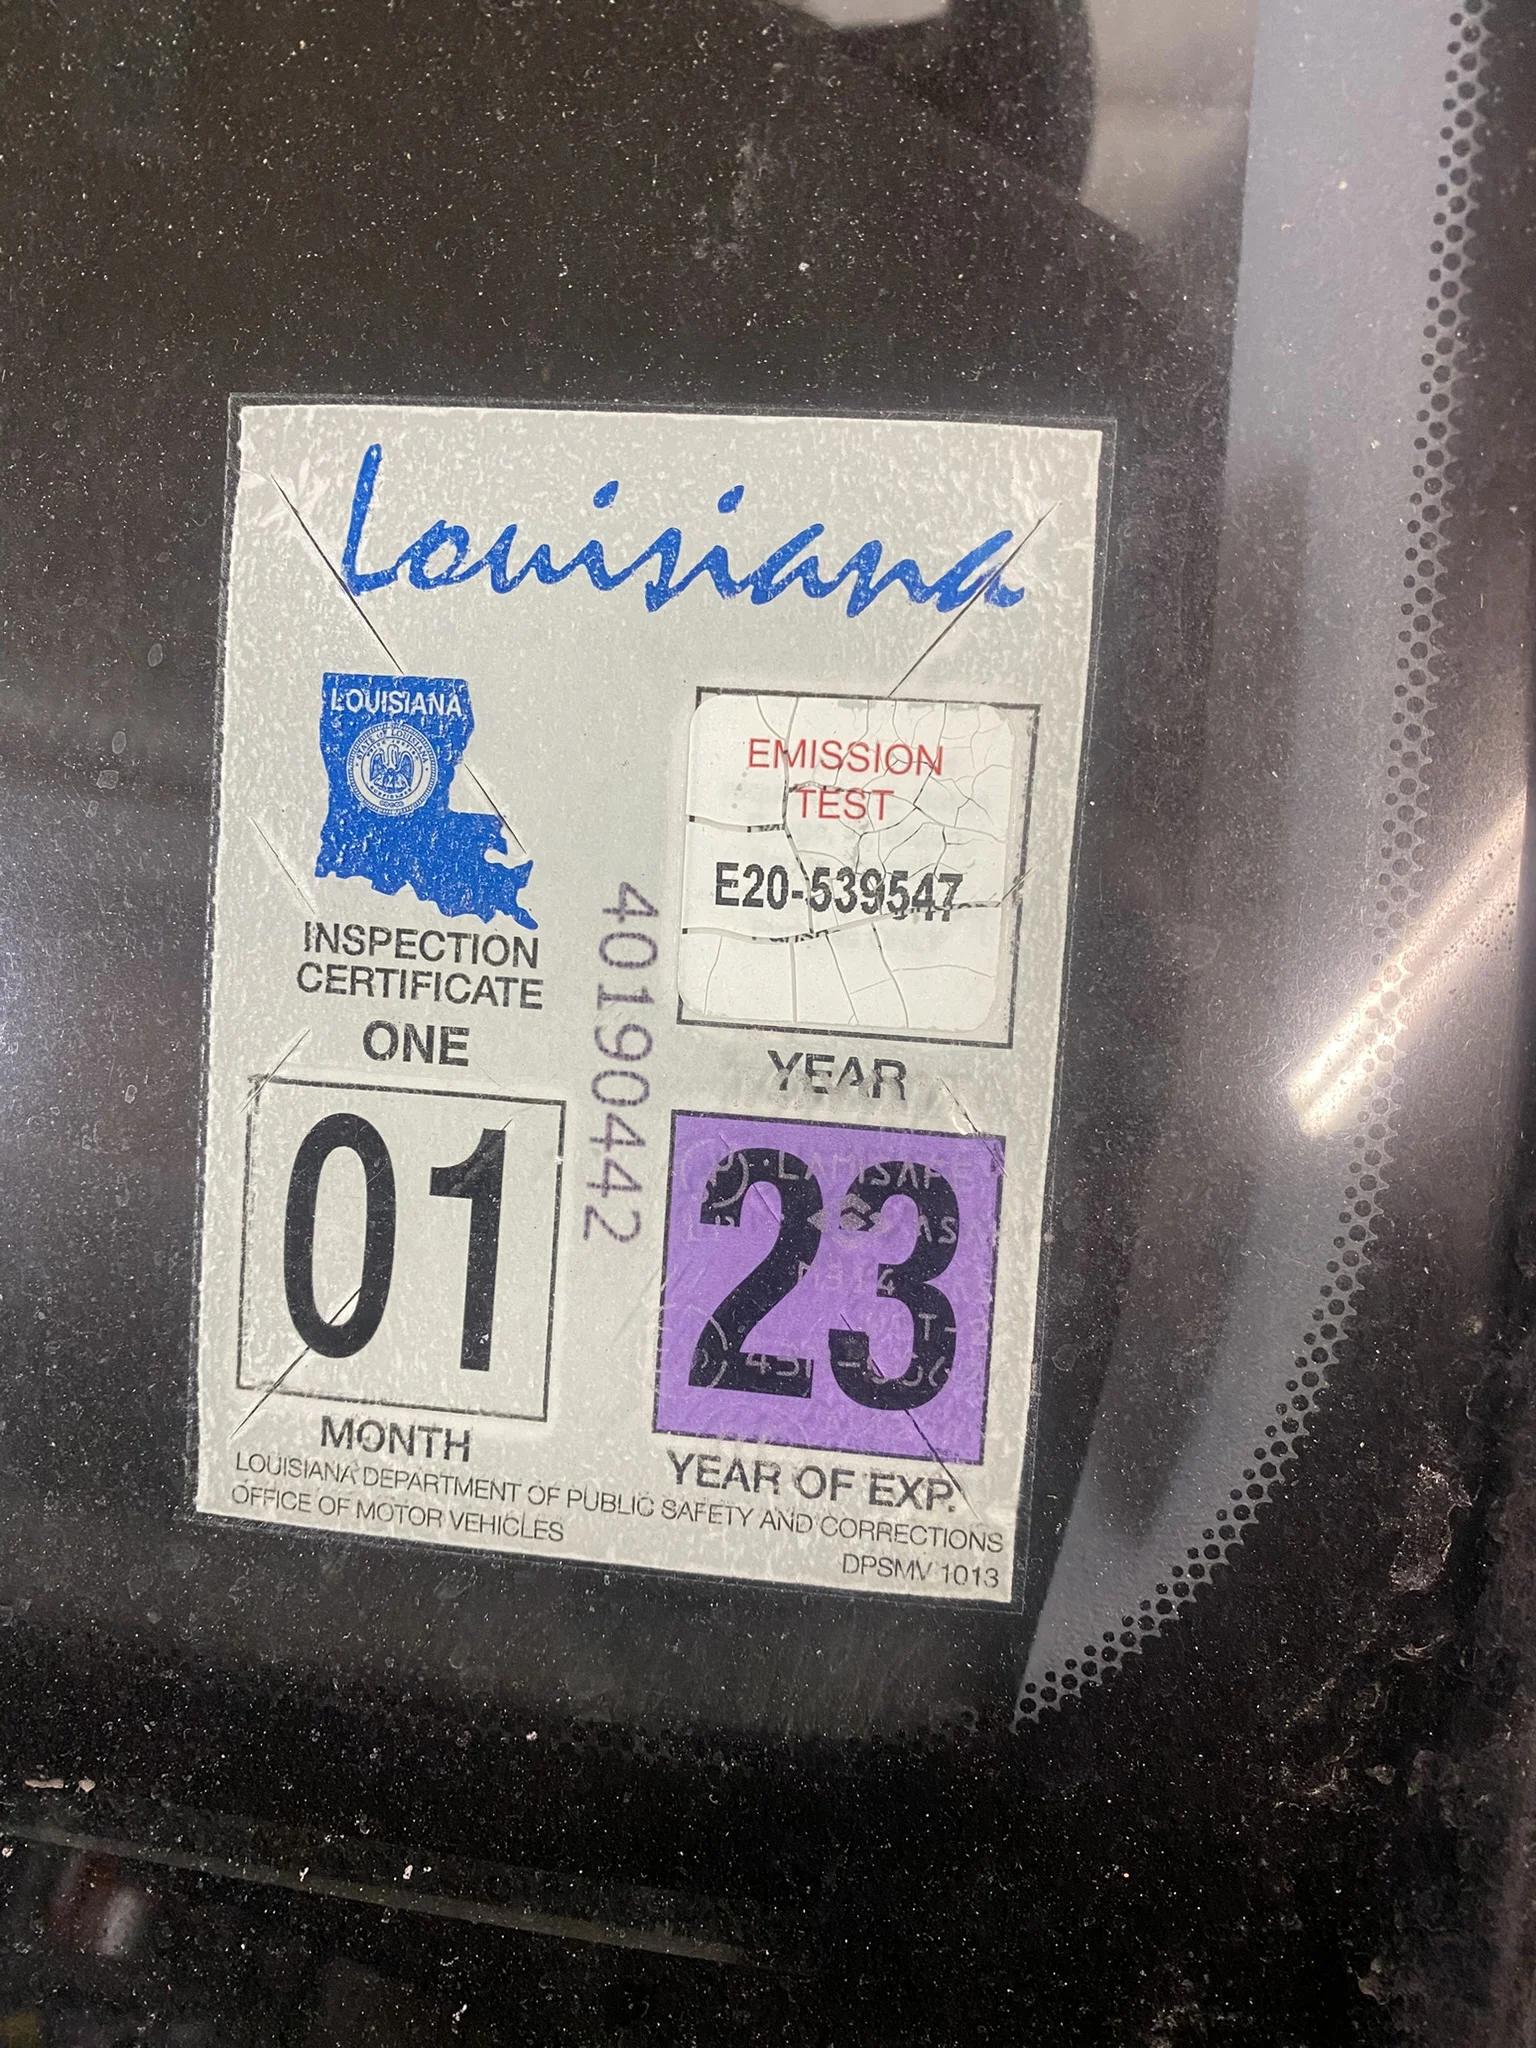 Louisiana
LOUISIANA
INSPECTION
CERTIFICATE
ONE
01
MONTH
40190442
EMISSION
TEST
E20-539547
YEAR
23
YEAR OF EXP.
LOUISIANA DEPARTMENT OF PUBLIC SAFETY AND CORRECTIONS
OFFICE OF MOTOR VEHICLES
DPSMV 1013